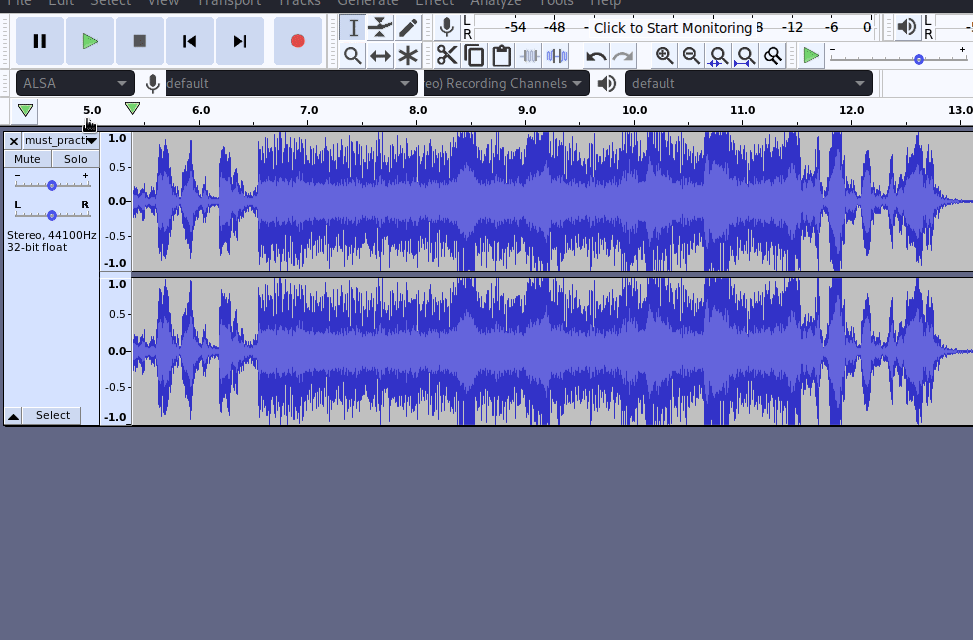 File Edit Select View Transport Tracks Generate Effect Analyze Tools Help
L
R
-54 -48 - Click to Start Monitoring 8 -12 -6 0
L
R
- +
ALSA
default
eo) Recording Channels
default
5.0 6.0 7.0 8.0 9.0 10.0 11.0 12.0 13.0
must_practi
Mute Solo
- +
L R
Stereo, 44100Hz
32-bit float
Select
1.0
0.5
0.0
-0.5
-1.0
1.0
0.5
0.0
-0.5
-1.0